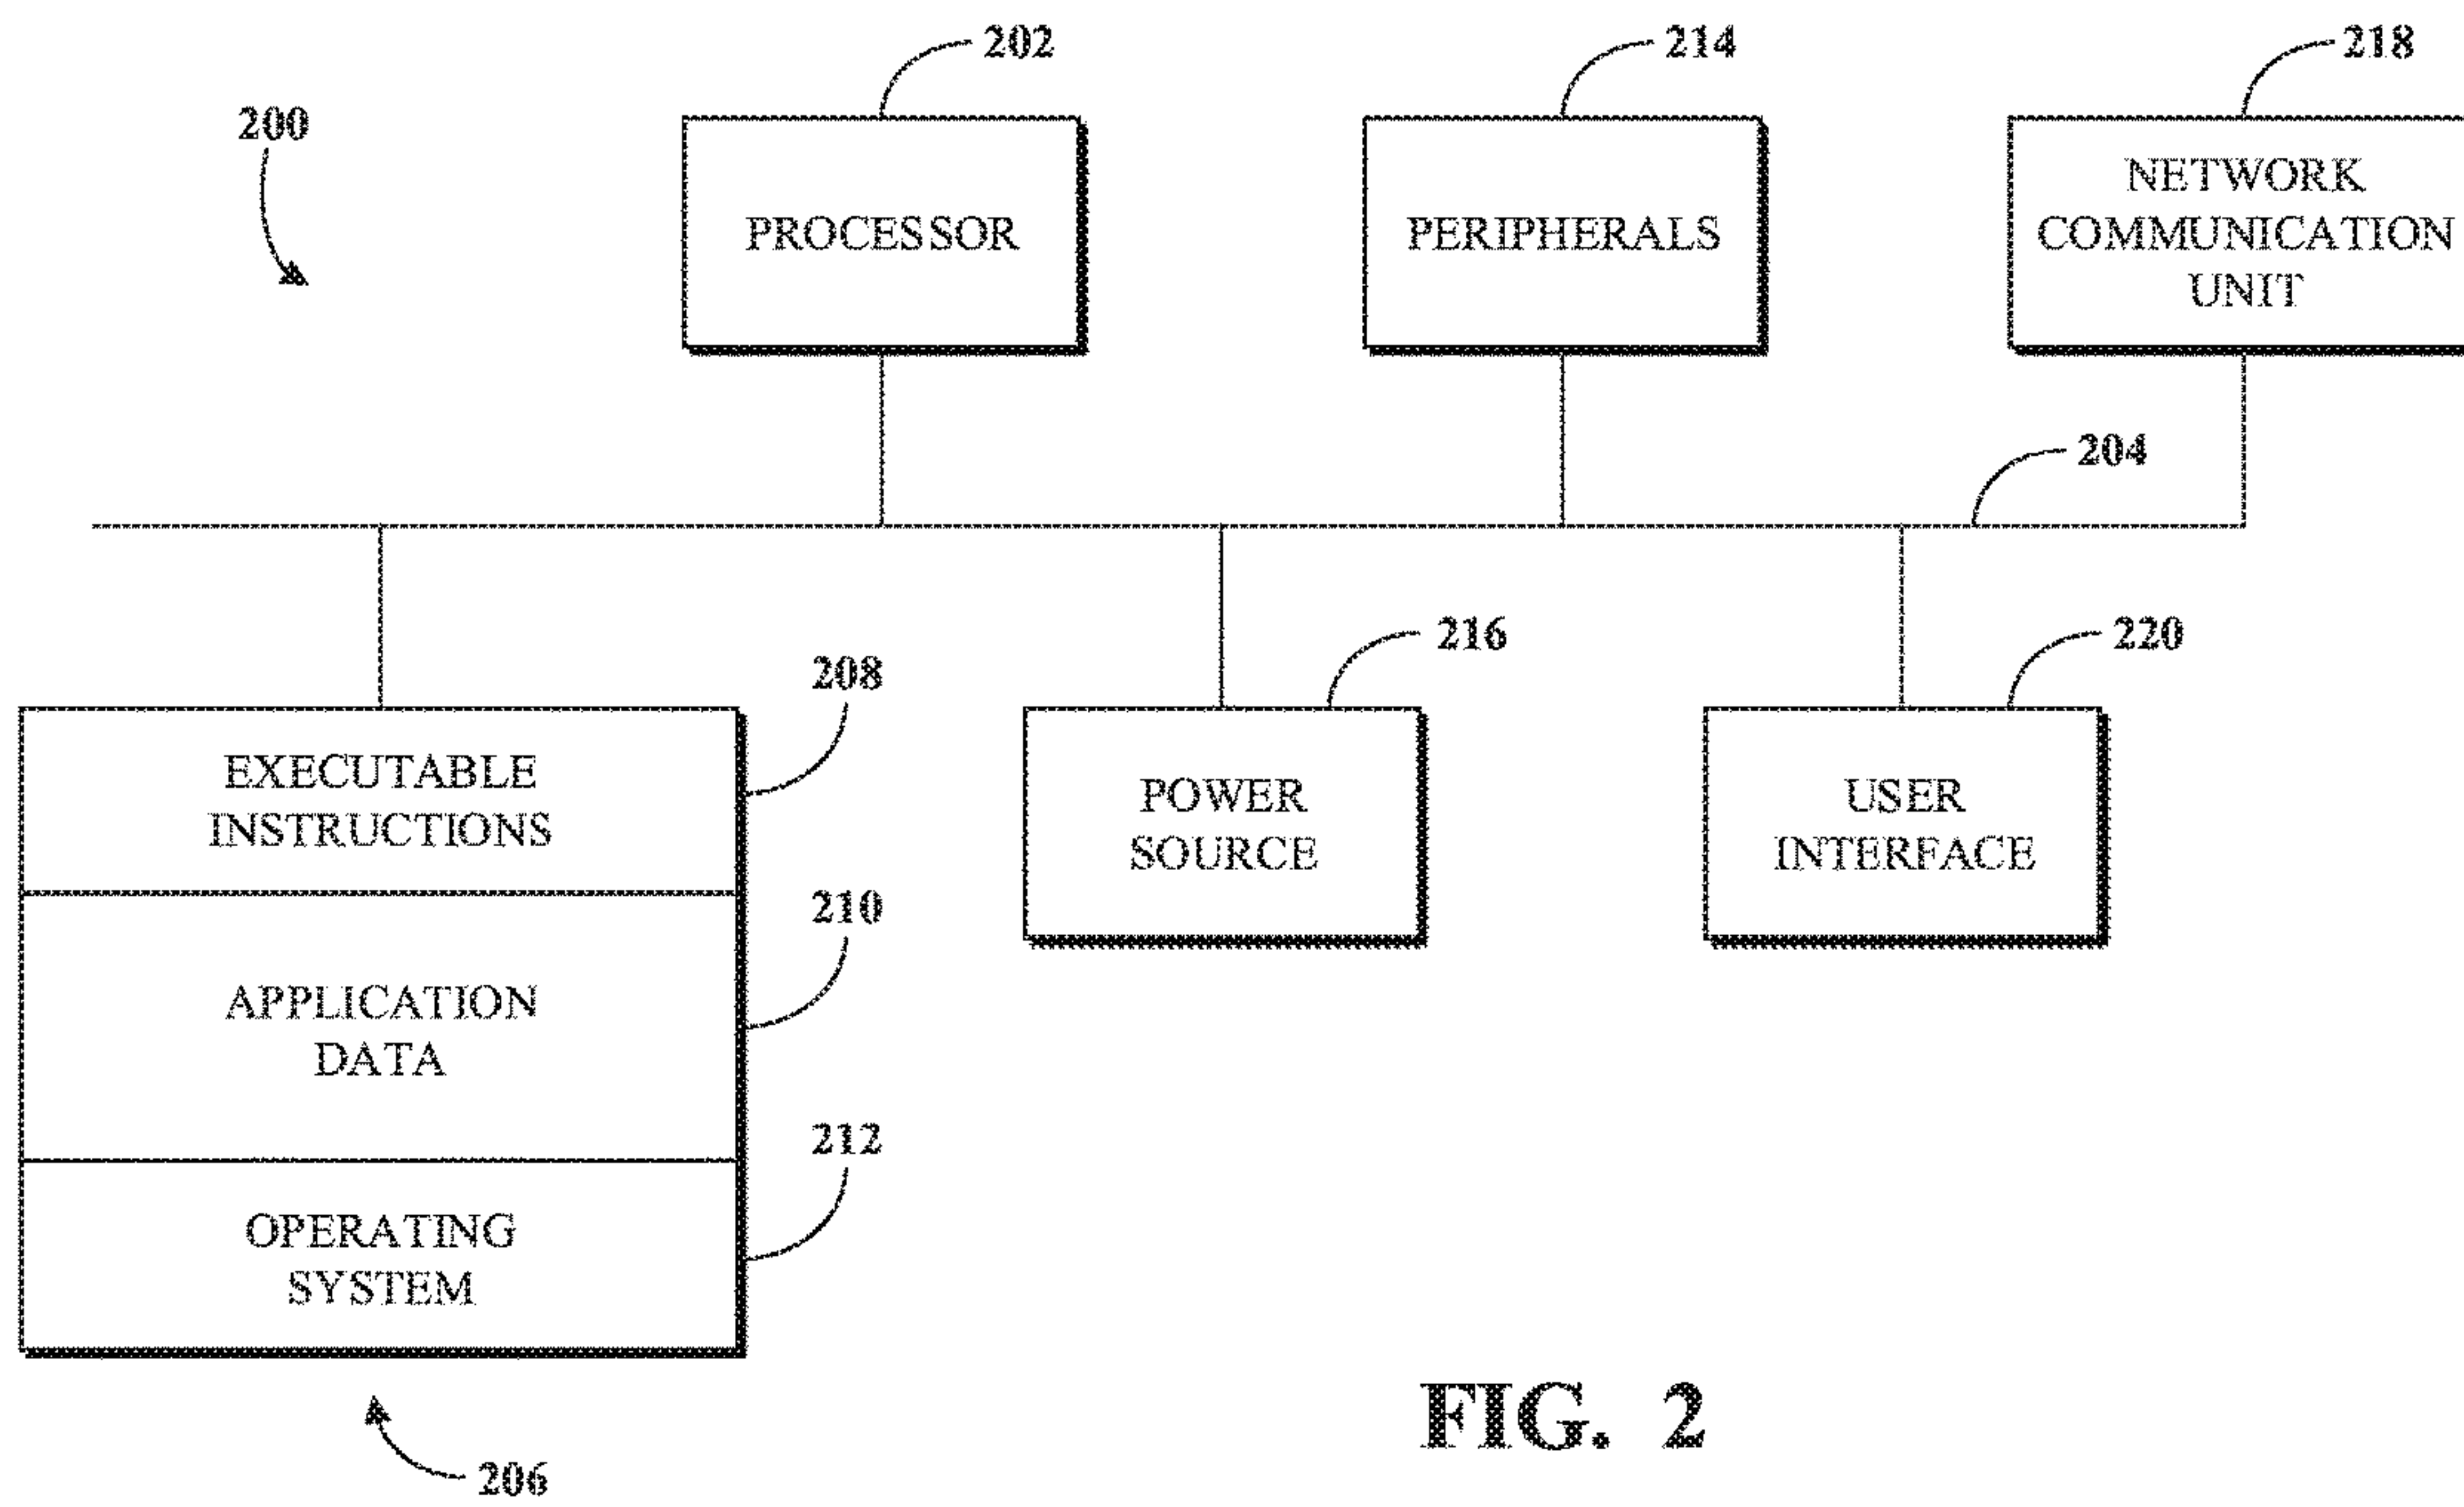 202
214
218
200
PROCESSOR
PERIPHERALS
NETWORK
COMMUNICATION
UNIT
204
216
220
208
EXECUTABLE
INSTRUCTIONS
POWER
SOURCE
USER
INTERFACE
210
APPLICATION
DATA
212
OPERATING
SYSTEM
206
FIG. 2